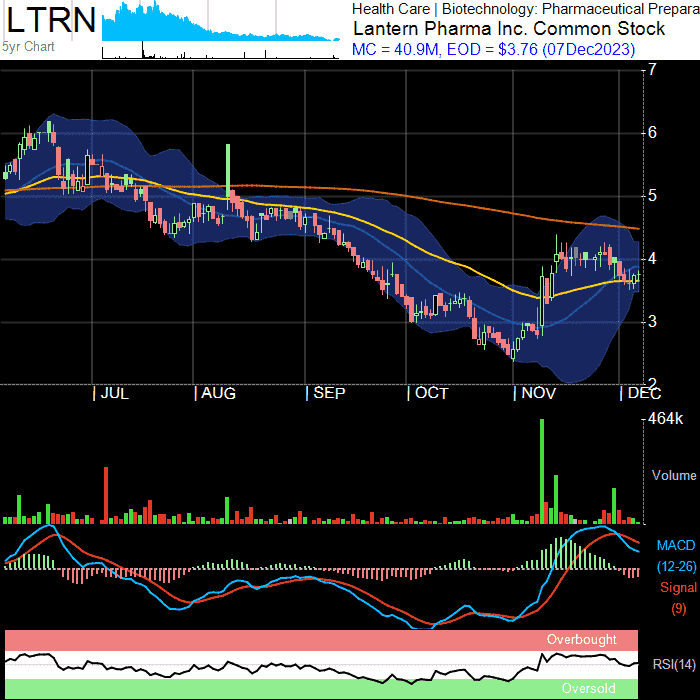 LTRN
5yr Chart
Health Care | Biotechnology: Pharmaceutical Prepara
Lantern Pharma Inc. Common Stock
MC = 40.9M, EOD = $3.76 (07Dec2023)
7
6
5
4
3
2
| JUL | AUG | SEP | OCT | NOV | DEC
464k
Volume
MACD
(12-26)
Signal
(9)
Overbought
RSI(14)
Oversold